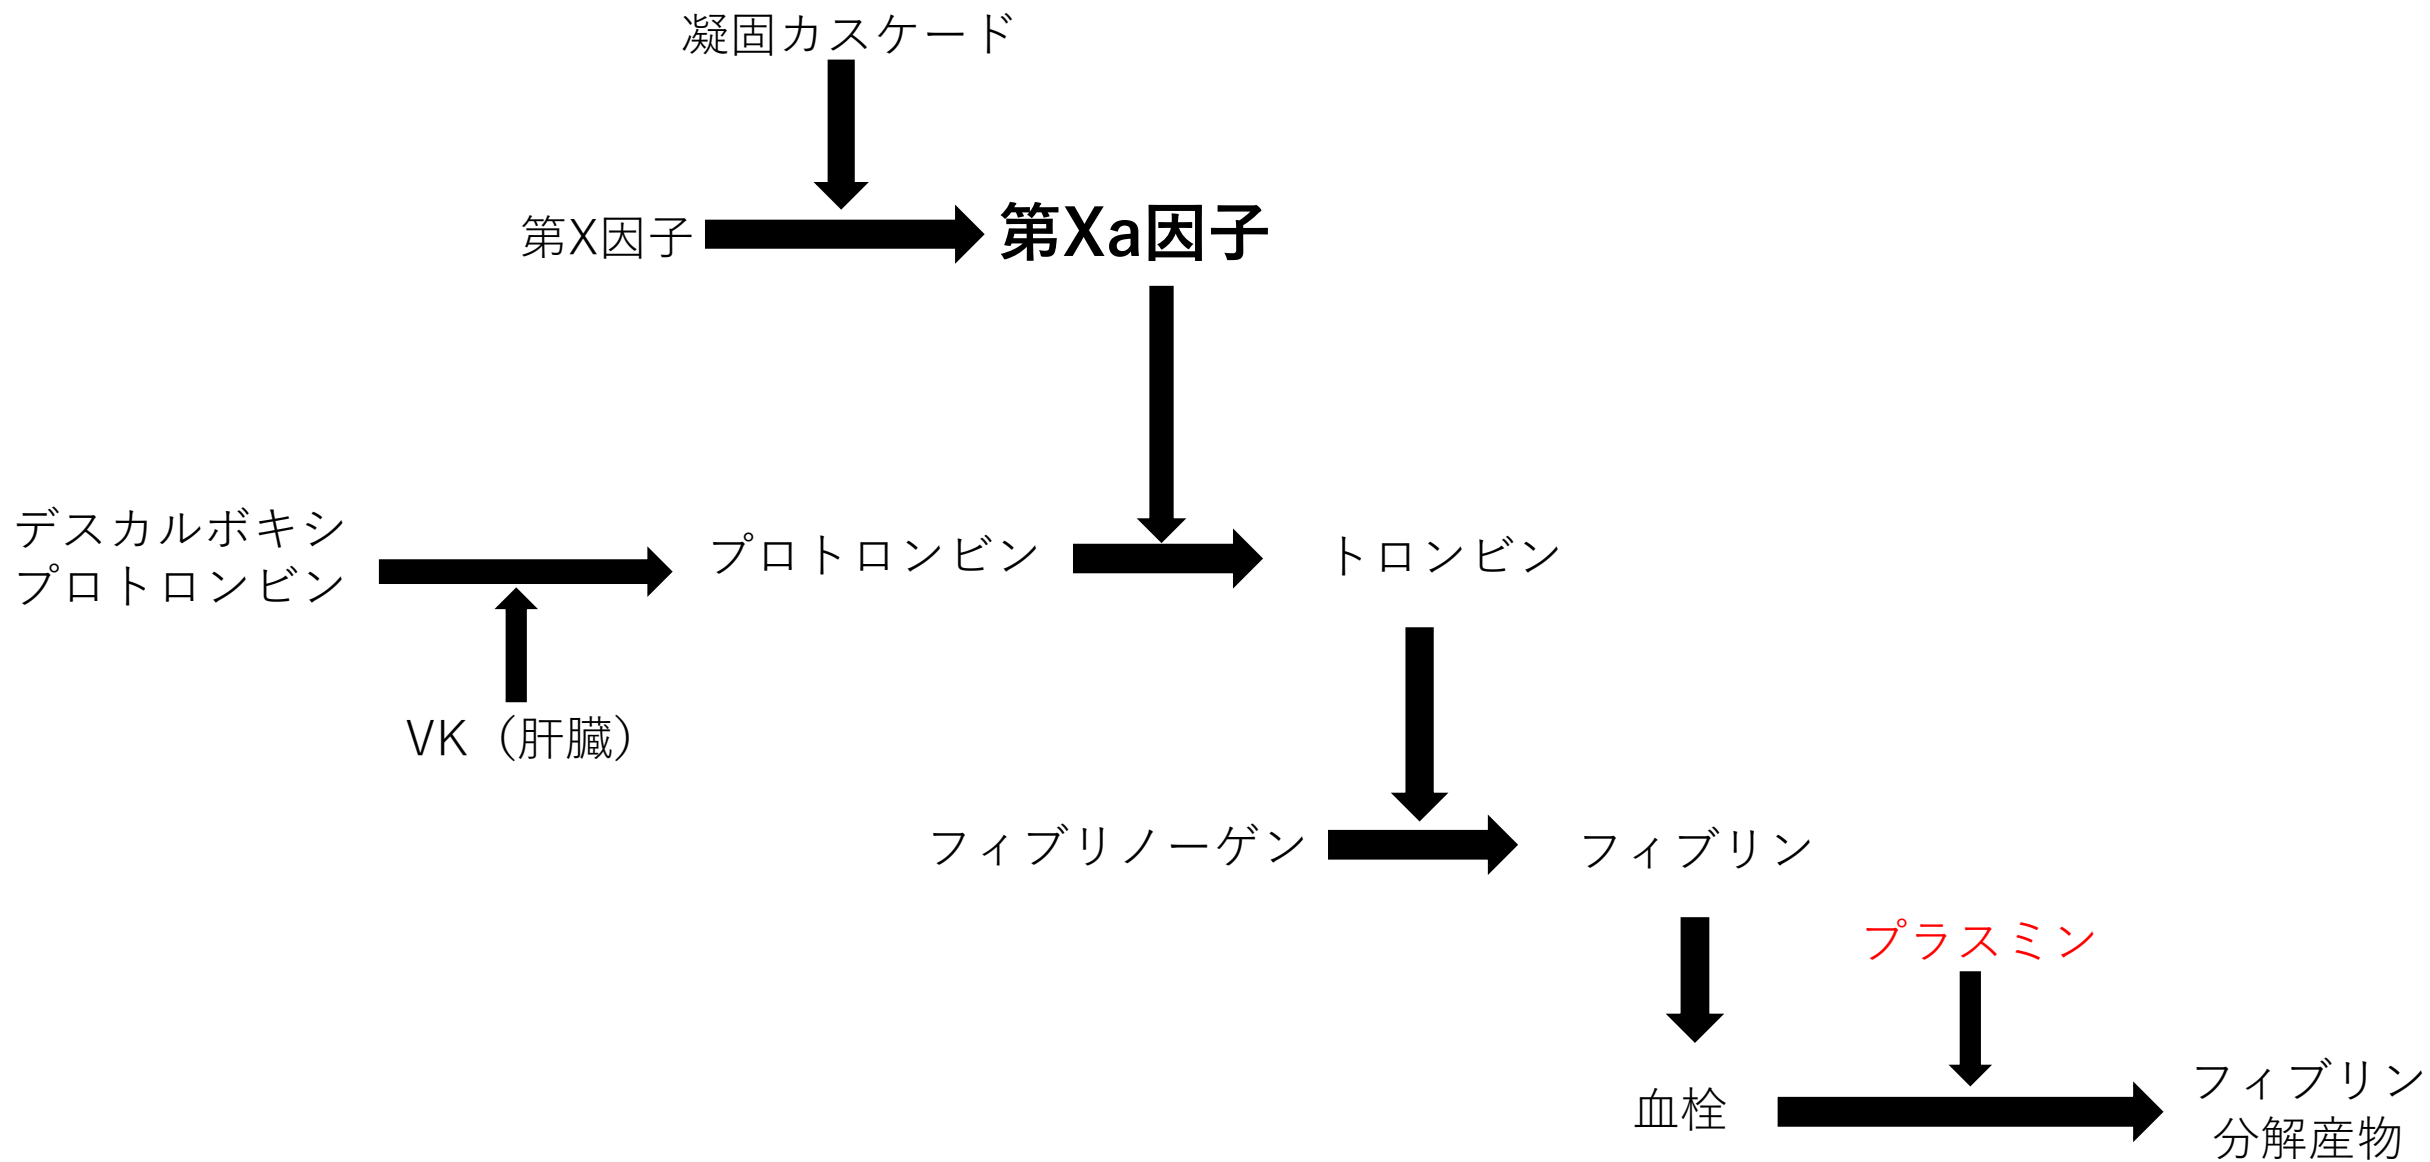 凝固カスケード
第X因子
第Xa因子
デスカルボキシ
プロトロンビン
プロトロンビン
トロンビン
VK（肝臓）
フィブリノーゲン
フィブリン
プラスミン
血栓
フィブリン
分解産物